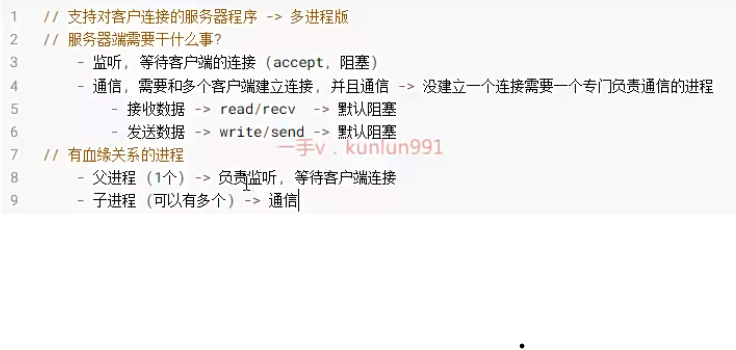 1 // 支持对客户连接的服务器程序 -> 多进程版
2 // 服务器端需要干什么事?
3 - 监听, 等待客户端的连接 (accept, 阻塞)
4 - 通信, 需要和多个客户端建立连接, 并且通信 -> 没建立一个连接需要一个专门负责通信的进程
5 - 接收数据 -> read/recv -> 默认阻塞
6 - 发送数据 -> write/send -> 默认阻塞
一手v . kunlun991
7 // 有血缘关系的进程
8 - 父进程 (1个) -> 负责监听, 等待客户端连接
9 - 子进程 (可以有多个) -> 通信